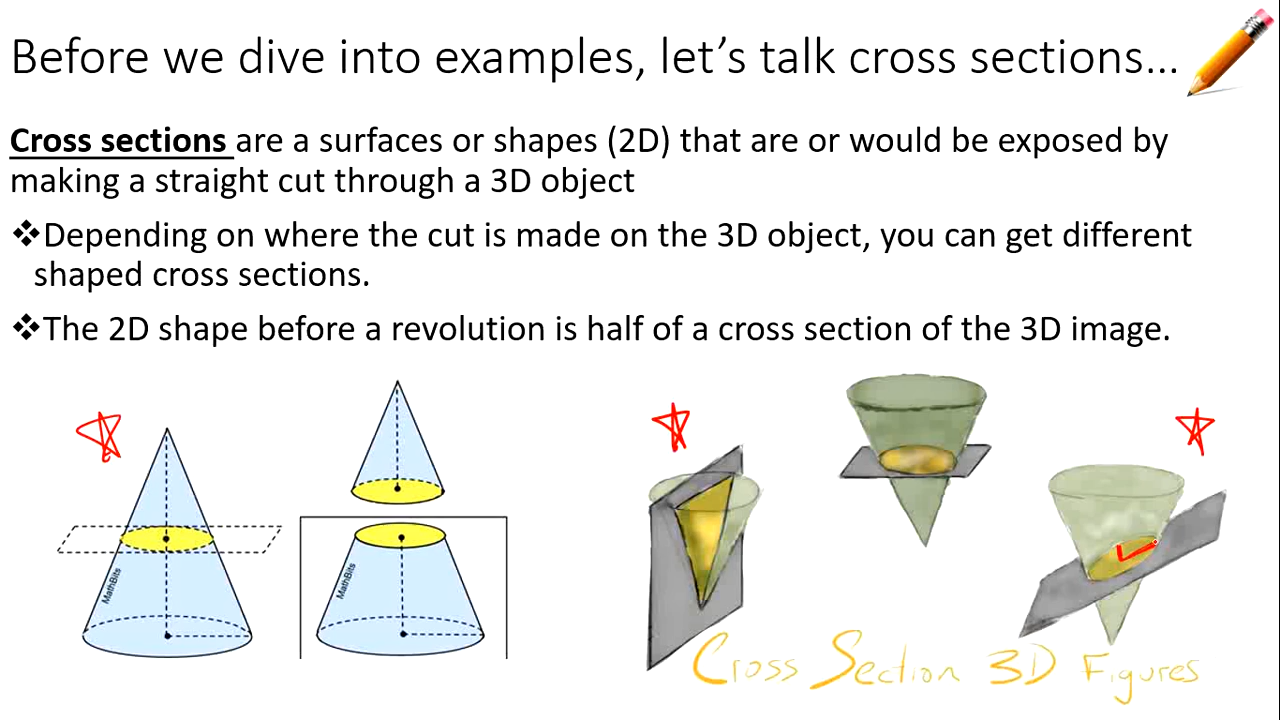 Before we dive into examples, let's talk cross sections...
Cross sections are a surfaces or shapes (2D) that are or would be exposed by
making a straight cut through a 3D object
❖Depending on where the cut is made on the 3D object, you can get different
shaped cross sections.
❖The 2D shape before a revolution is half of a cross section of the 3D image.
MathBits
MathBits
Cross Section 3D Figures